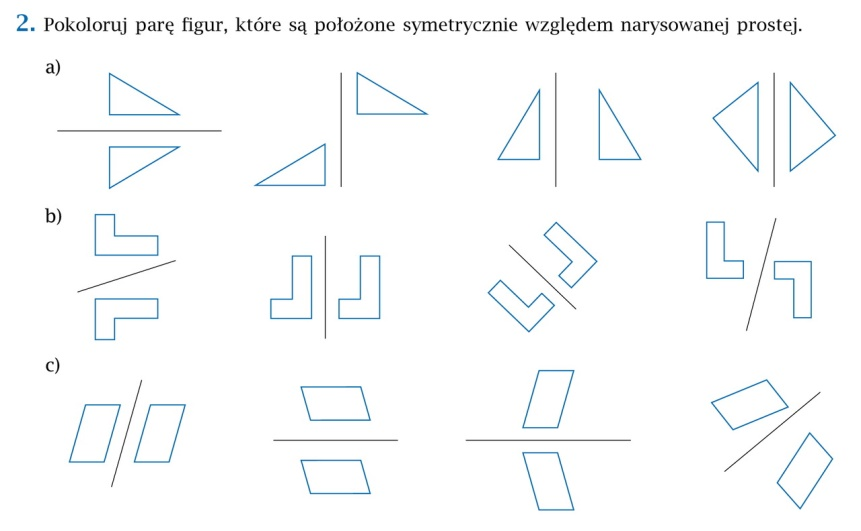 2. Pokoloruj parę figur, które są położone symetrycznie względem narysowanej prostej.
a)
b)
c)